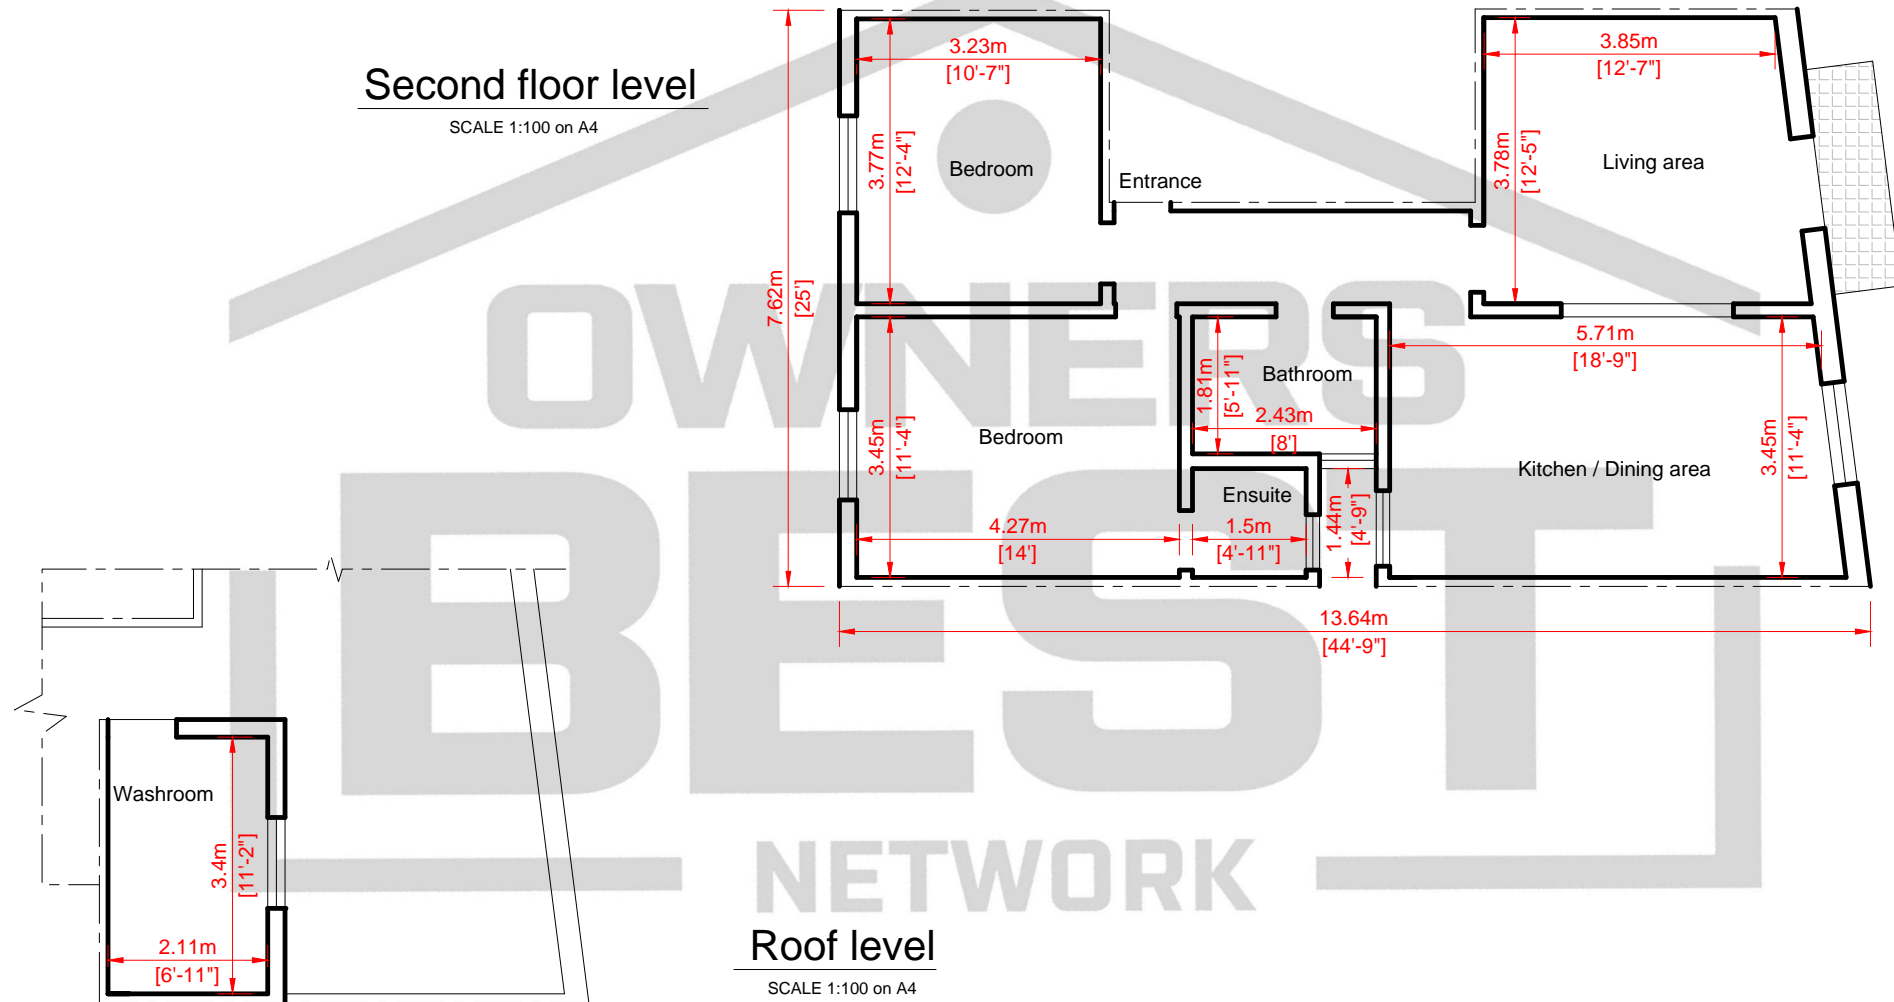 Second floor level
SCALE 1:100 on A4
3.23m
[10'-7"]
3.77m
[12'-4"]
Bedroom
Entrance
3.85m
[12'-7"]
3.78m
[12'-5"]
Living area
7.62m
[25']
OWNERS
5.71m
[18'-9"]
Bathroom
1.81m
[5'-11"]
2.43m
[8']
Bedroom
3.45m
[11'-4"]
Kitchen / Dining area
3.45m
[11'-4"]
Ensuite
1.44m
[4'-9"]
4.27m
[14']
1.5m
[4'-11"]
13.64m
[44'-9"]
BEST
Washroom
3.4m
[11'-2"]
2.11m
[6'-11"]
NETWORK
Roof level
SCALE 1:100 on A4